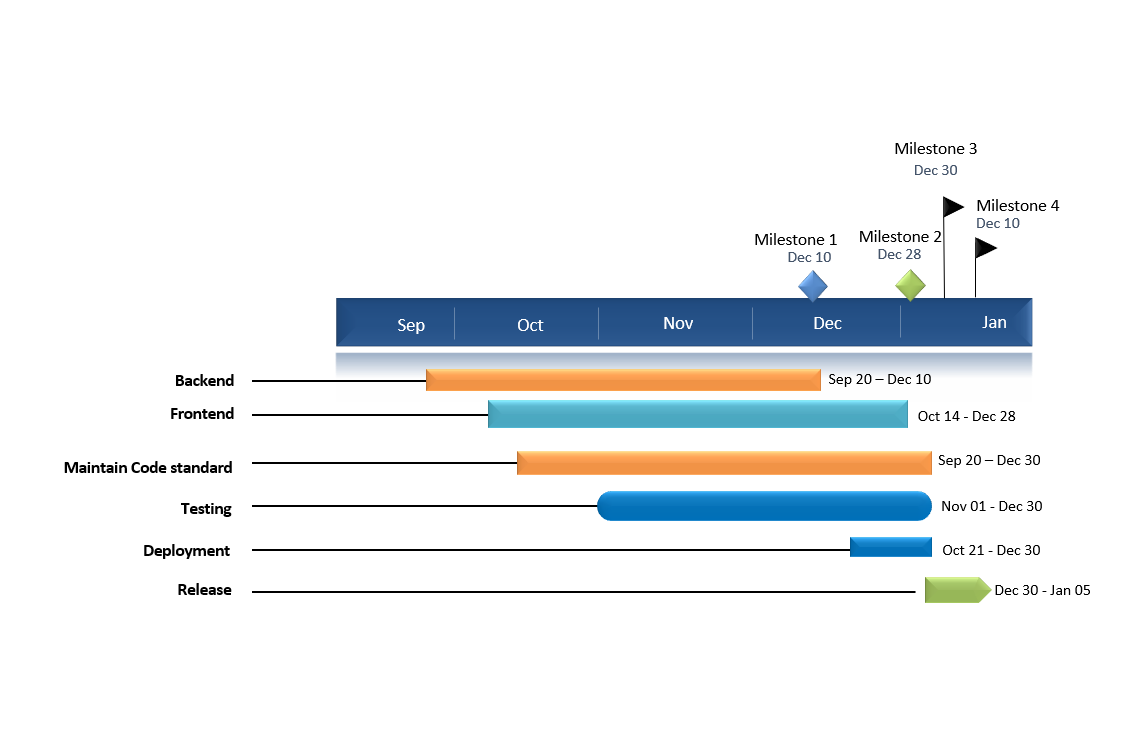 Milestone 3
Dec 30
Milestone 4
Dec 10
Milestone 1
Dec 10
Milestone 2
Dec 28
Sep Oct Nov Dec Jan
Backend Sep 20 – Dec 10
Frontend Oct 14 - Dec 28
Maintain Code standard Sep 20 – Dec 30
Testing Nov 01 - Dec 30
Deployment Oct 21 - Dec 30
Release Dec 30 - Jan 05